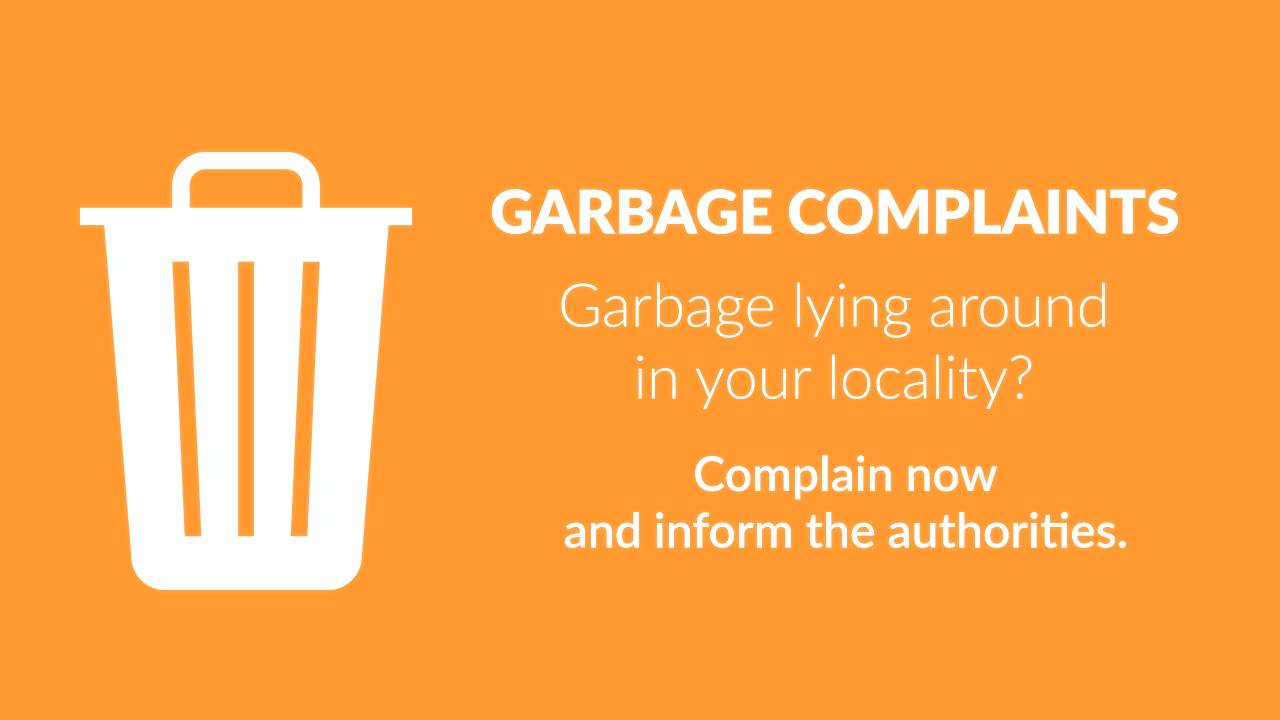 GARBAGE COMPLAINTS
Garbage lying around
in your locality?
Complain now
and inform the authorities.